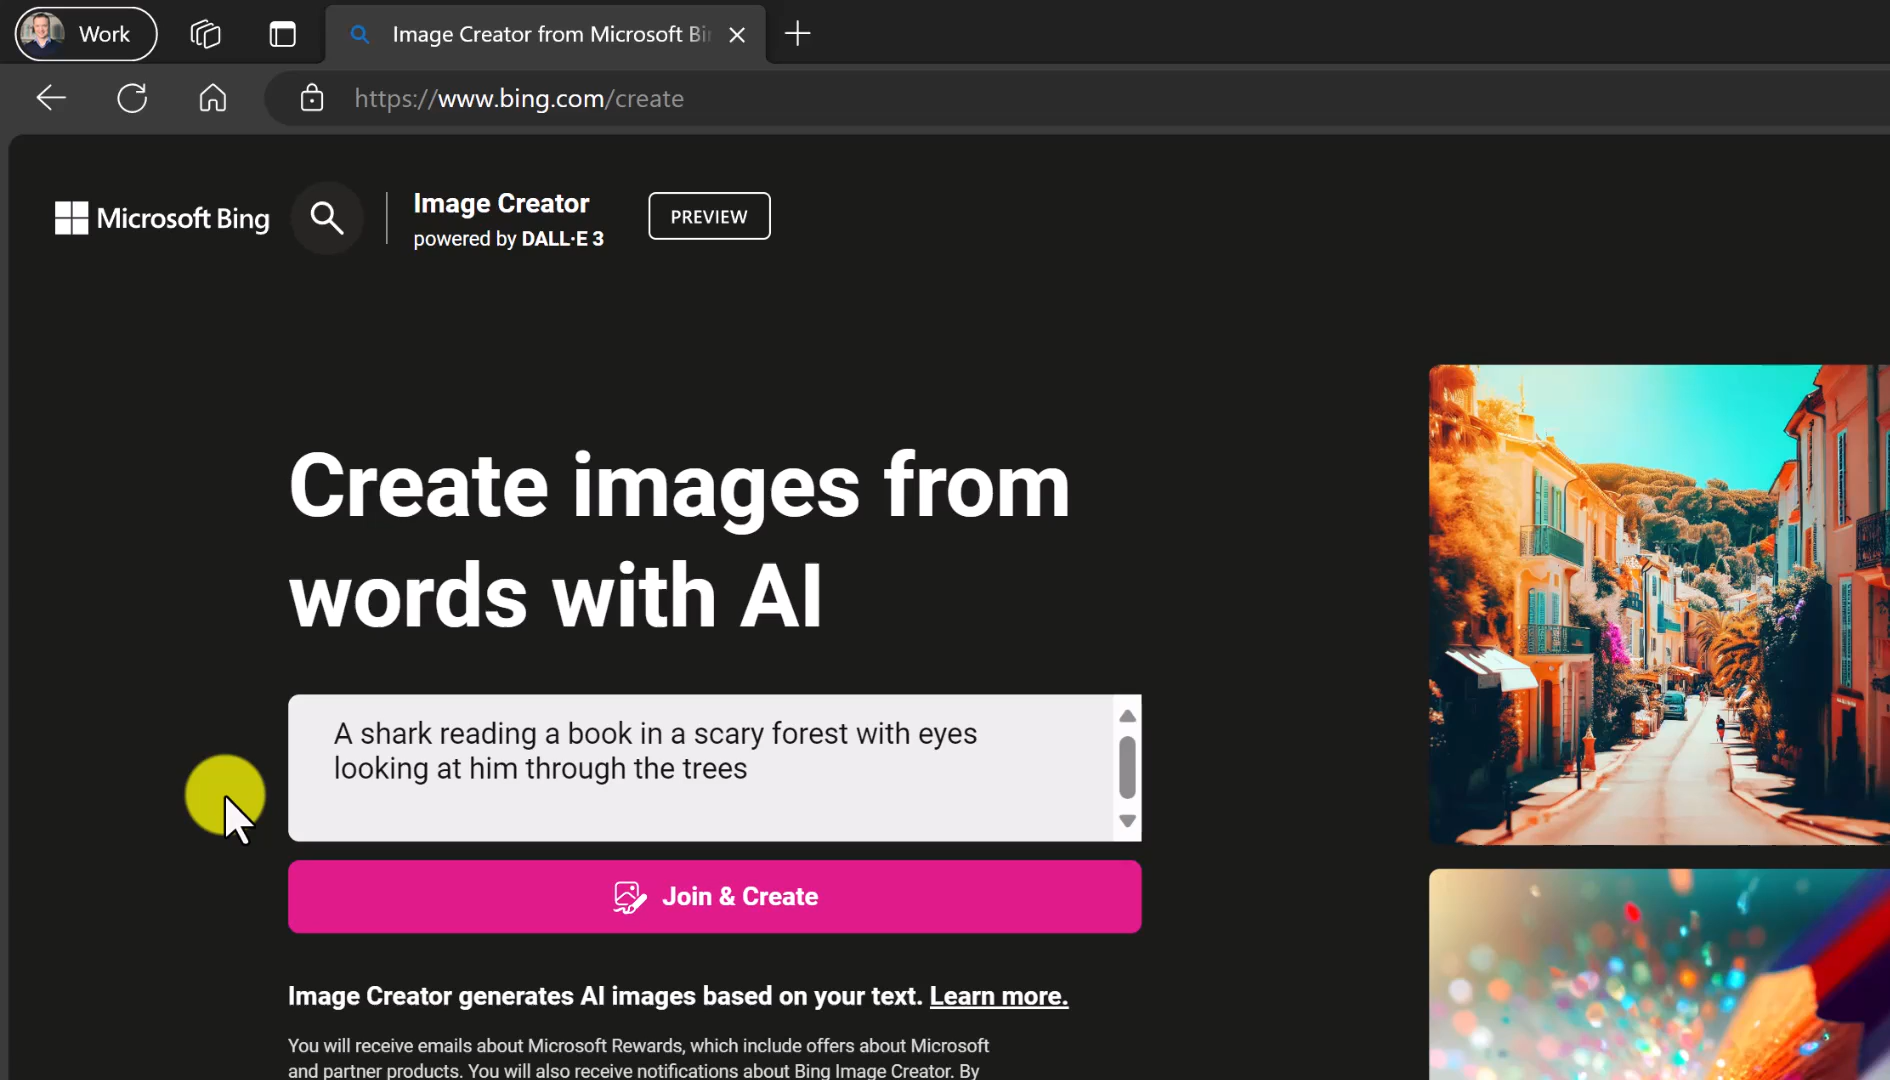 Work
Image Creator from Microsoft Bi
https://www.bing.com/create
Microsoft Bing
Image Creator
powered by DALL·E 3
PREVIEW
Create images from
words with AI
A shark reading a book in a scary forest with eyes
looking at him through the trees
Join & Create
Image Creator generates AI images based on your text. Learn more.
You will receive emails about Microsoft Rewards, which include offers about Microsoft
and partner products. You will also receive notifications about Bing Image Creator. By